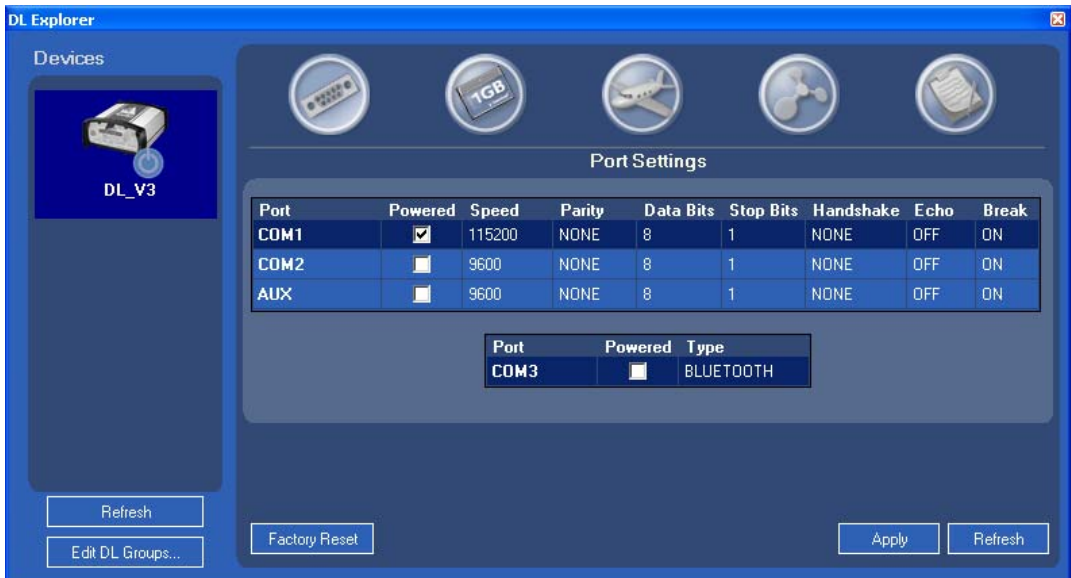 DL Explorer
Devices
DL_V3
Refresh
Edit DL Groups...
1GB
Port Settings
Port Powered Speed Parity Data Bits Stop Bits Handshake Echo Break
COM1 115200 NONE 8 1 NONE OFF ON
COM2 9600 NONE 8 1 NONE OFF ON
AUX 9600 NONE 8 1 NONE OFF ON
Port Powered Type
COM3 BLUETOOTH
Factory Reset Apply Refresh